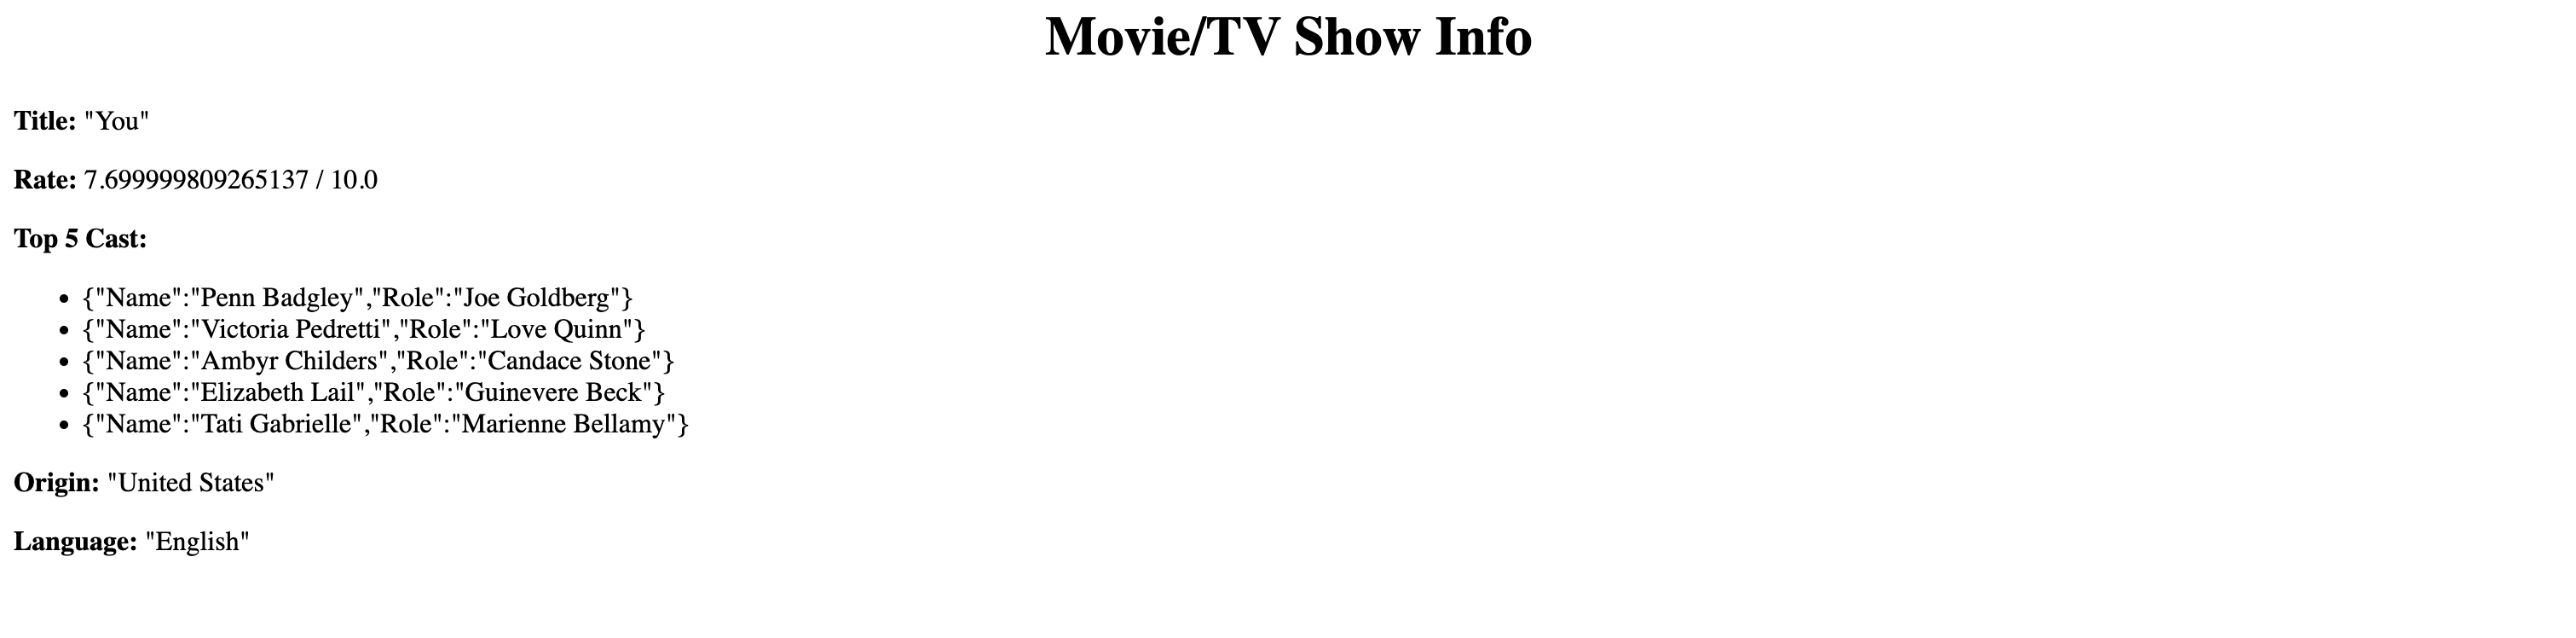 Movie/TV Show Info
Title: "You"
Rate: 7.699999809265137 / 10.0
Top 5 Cast:
• {"Name":"Penn Badgley","Role":"Joe Goldberg"}
• {"Name":"Victoria Pedretti","Role":"Love Quinn"}
• {"Name":"Ambyr Childers","Role":"Candace Stone"}
• {"Name":"Elizabeth Lail","Role":"Guinevere Beck"}
• {"Name":"Tati Gabrielle","Role":"Marienne Bellamy"}
Origin: "United States"
Language: "English"